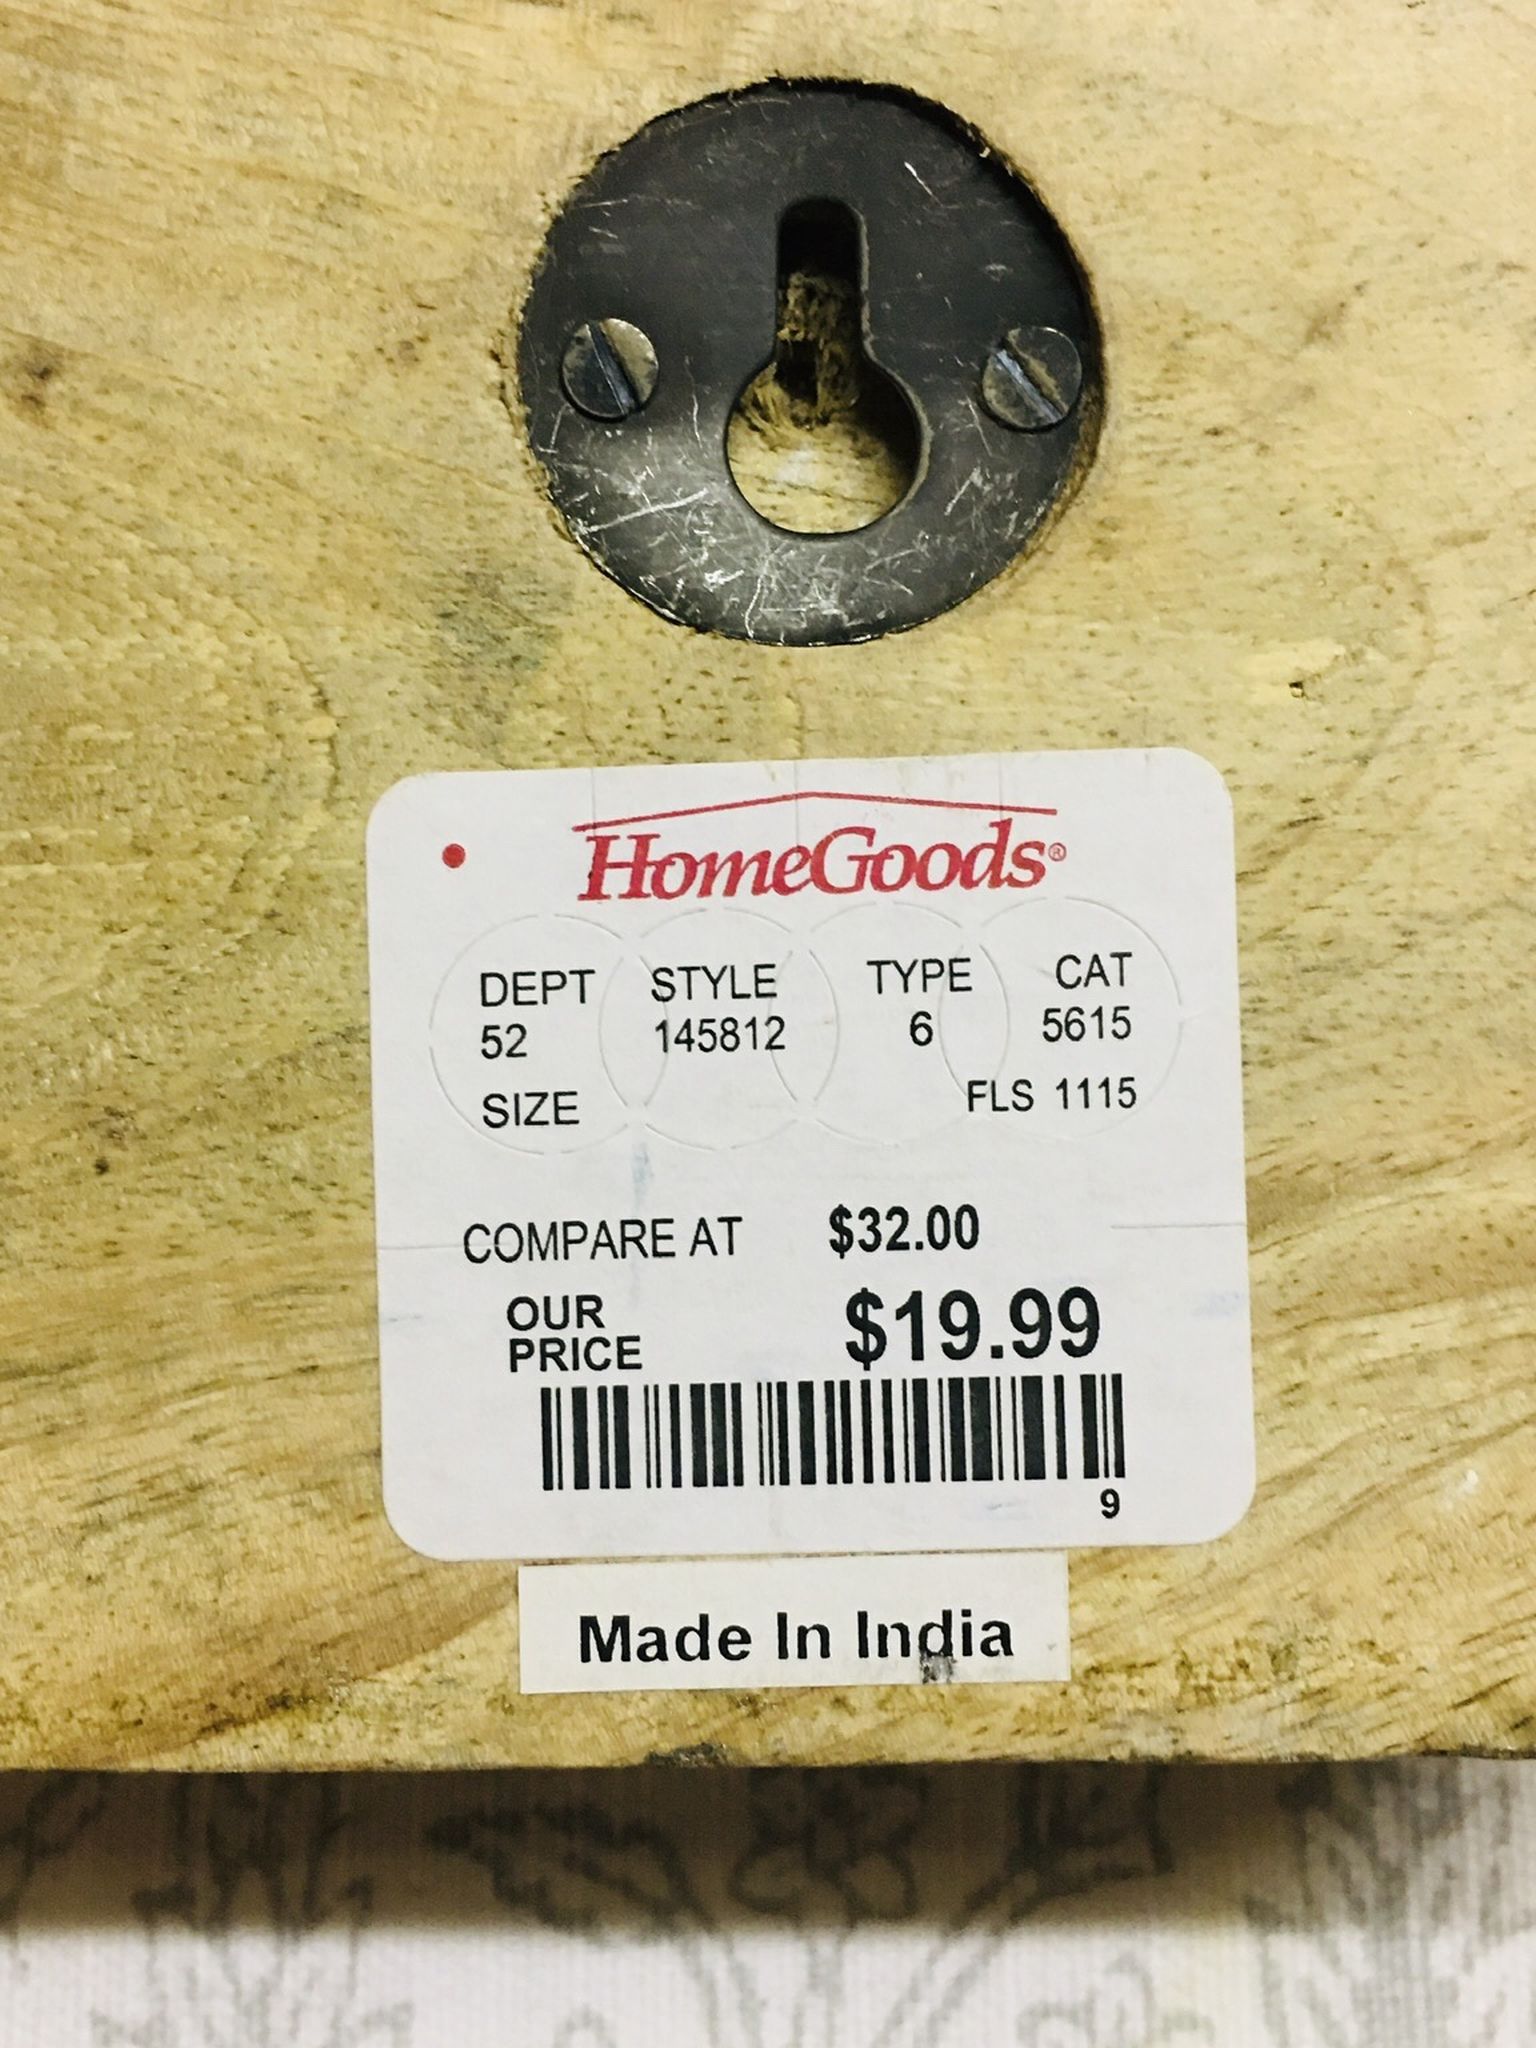 HomeGoods®
DEPT STYLE TYPE CAT
52 145812 6 5615
SIZE FLS 1115
COMPARE AT $32.00
OUR
PRICE $19.99
9
Made In India